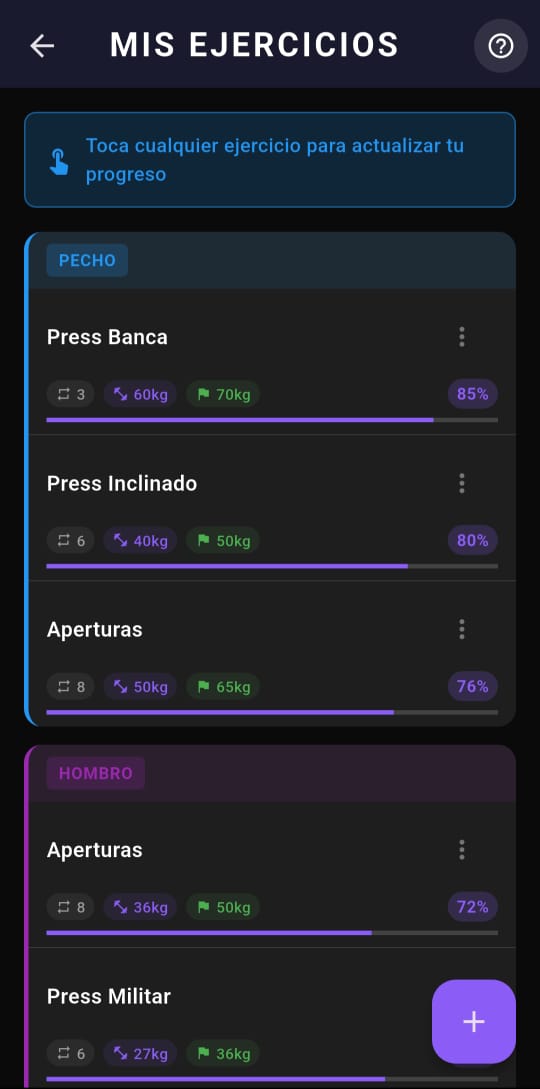 MIS EJERCICIOS
Toca cualquier ejercicio para actualizar tu
progreso
PECHO
Press Banca
3 60kg 70kg 85%
Press Inclinado
6 40kg 50kg 80%
Aperturas
8 50kg 65kg 76%
HOMBRO
Aperturas
8 36kg 50kg 72%
Press Militar
6 27kg 36kg